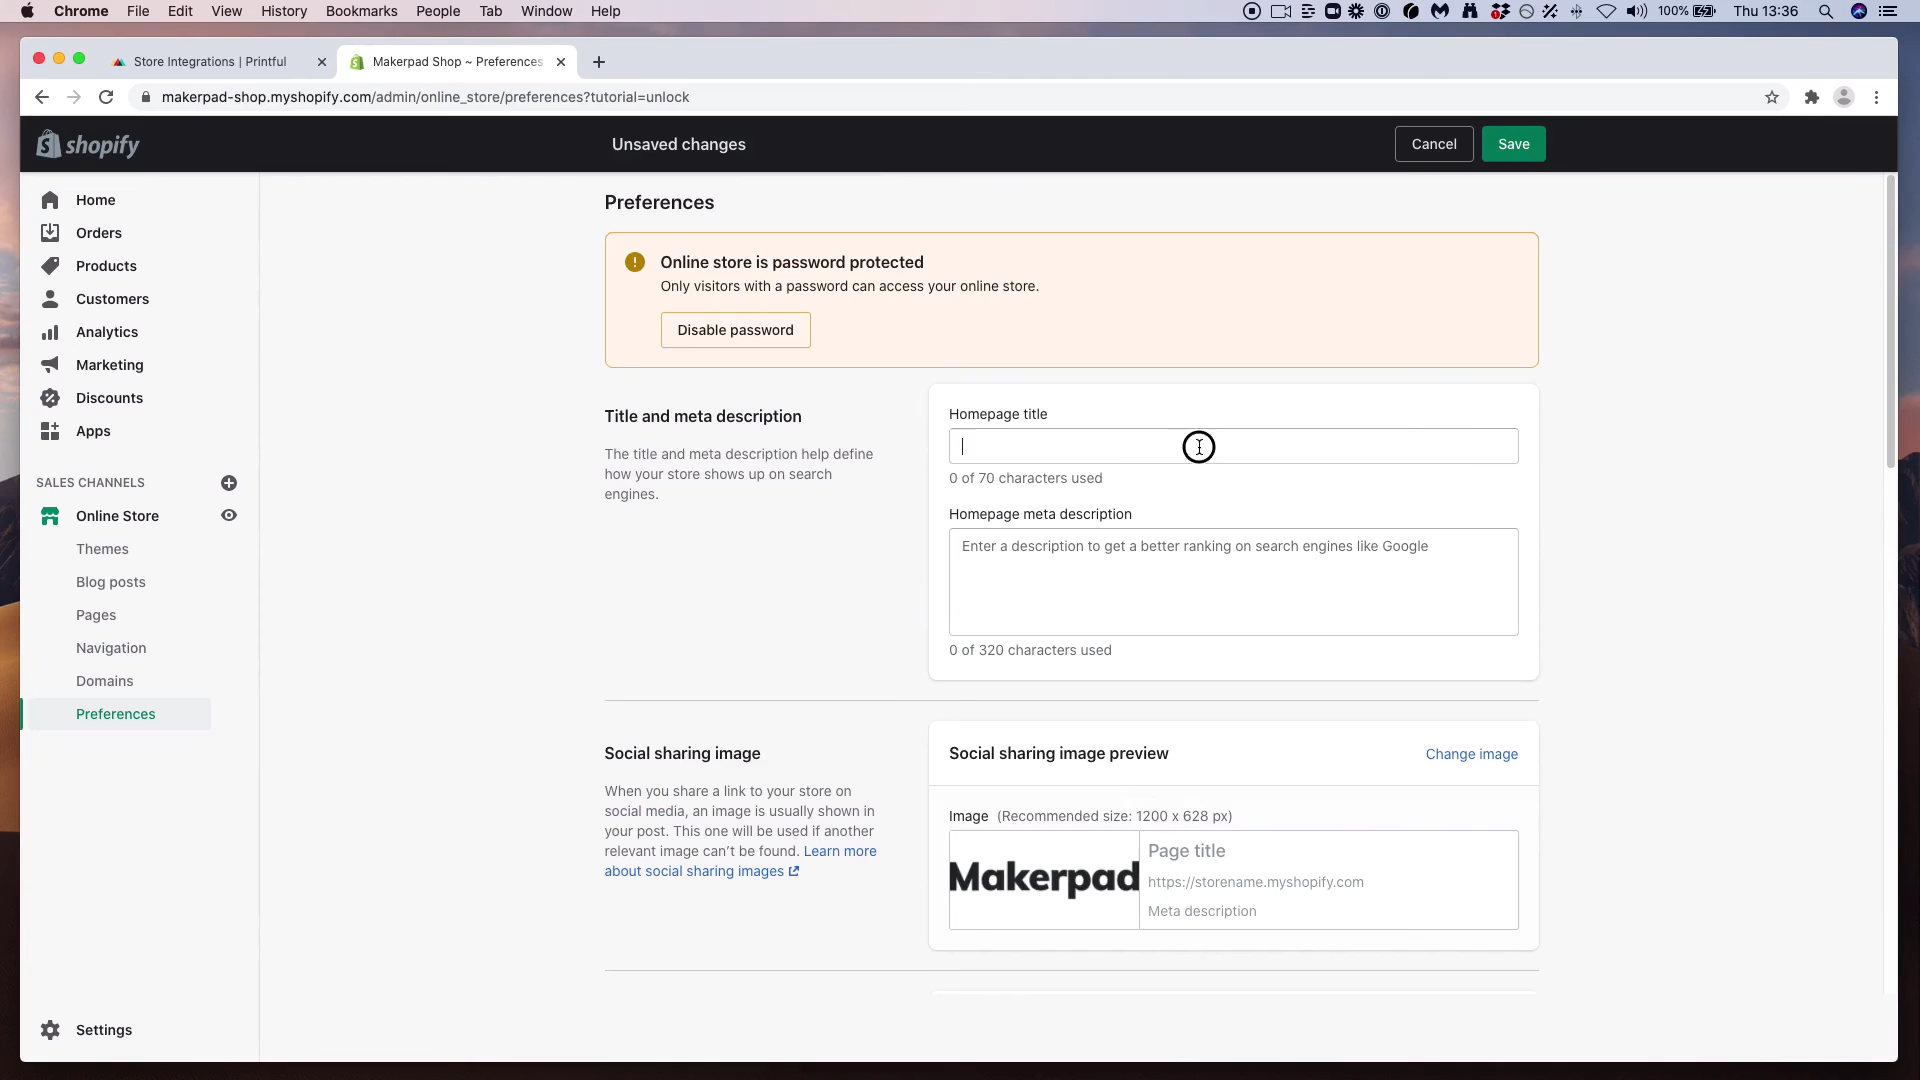 Chrome File Edit View History Bookmarks People Tab Window Help 100% Thu 13:36
Store Integrations | Printful Makerpad Shop ~ Preferences
makerpad-shop.myshopify.com/admin/online_store/preferences?tutorial=unlock
shopify Unsaved changes Cancel Save
Home
Orders
Products
Customers
Analytics
Marketing
Discounts
Apps
SALES CHANNELS
Online Store
Themes
Blog posts
Pages
Navigation
Domains
Preferences
Settings
Preferences
Online store is password protected
Only visitors with a password can access your online store.
Disable password
Title and meta description
The title and meta description help define
how your store shows up on search
engines.
Homepage title
0 of 70 characters used
Homepage meta description
Enter a description to get a better ranking on search engines like Google
0 of 320 characters used
Social sharing image
When you share a link to your store on
social media, an image is usually shown in
your post. This one will be used if another
relevant image can’t be found. Learn more
about social sharing images
Social sharing image preview Change image
Image (Recommended size: 1200 x 628 px)
Makerpad
Page title
https://storename.myshopify.com
Meta description